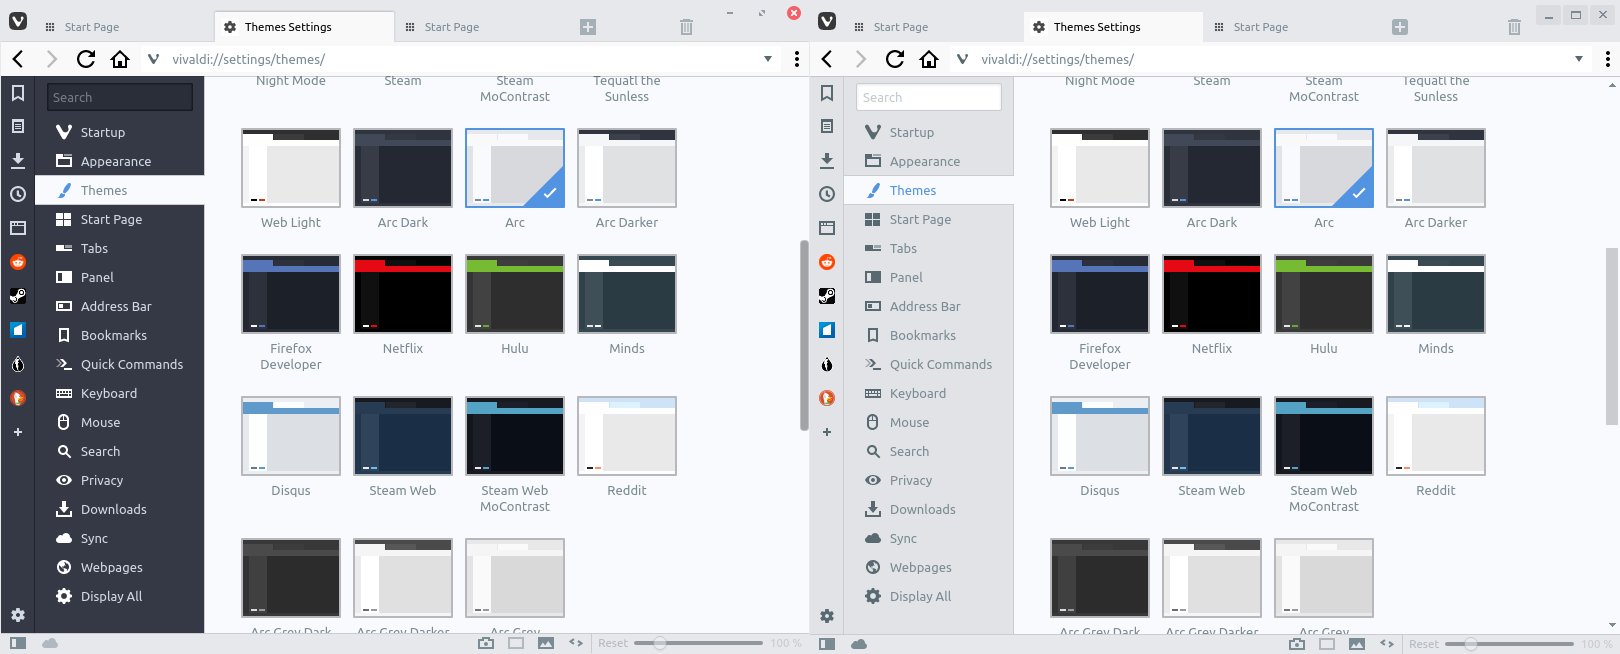 Start Page
Themes Settings
Start Page
vivaldi://settings/themes/
Search
Startup
Appearance
Themes
Start Page
Tabs
Panel
Address Bar
Bookmarks
Quick Commands
Keyboard
Mouse
Search
Privacy
Downloads
Sync
Webpages
Display All
Night Mode
Steam
Steam
MoContrast
Tequatl the
Sunless
Web Light
Arc Dark
Arc
Arc Darker
Firefox
Developer
Netflix
Hulu
Minds
Disqus
Steam Web
Steam Web
MoContrast
Reddit
Arc Grey Dark
Arc Grey Darker
Arc Grey
Reset
100 %
Start Page
Themes Settings
Start Page
vivaldi://settings/themes/
Search
Startup
Appearance
Themes
Start Page
Tabs
Panel
Address Bar
Bookmarks
Quick Commands
Keyboard
Mouse
Search
Privacy
Downloads
Sync
Webpages
Display All
Night Mode
Steam
Steam
MoContrast
Tequatl the
Sunless
Web Light
Arc Dark
Arc
Arc Darker
Firefox
Developer
Netflix
Hulu
Minds
Disqus
Steam Web
Steam Web
MoContrast
Reddit
Arc Grey Dark
Arc Grey Darker
Arc Grey
Reset
100 %